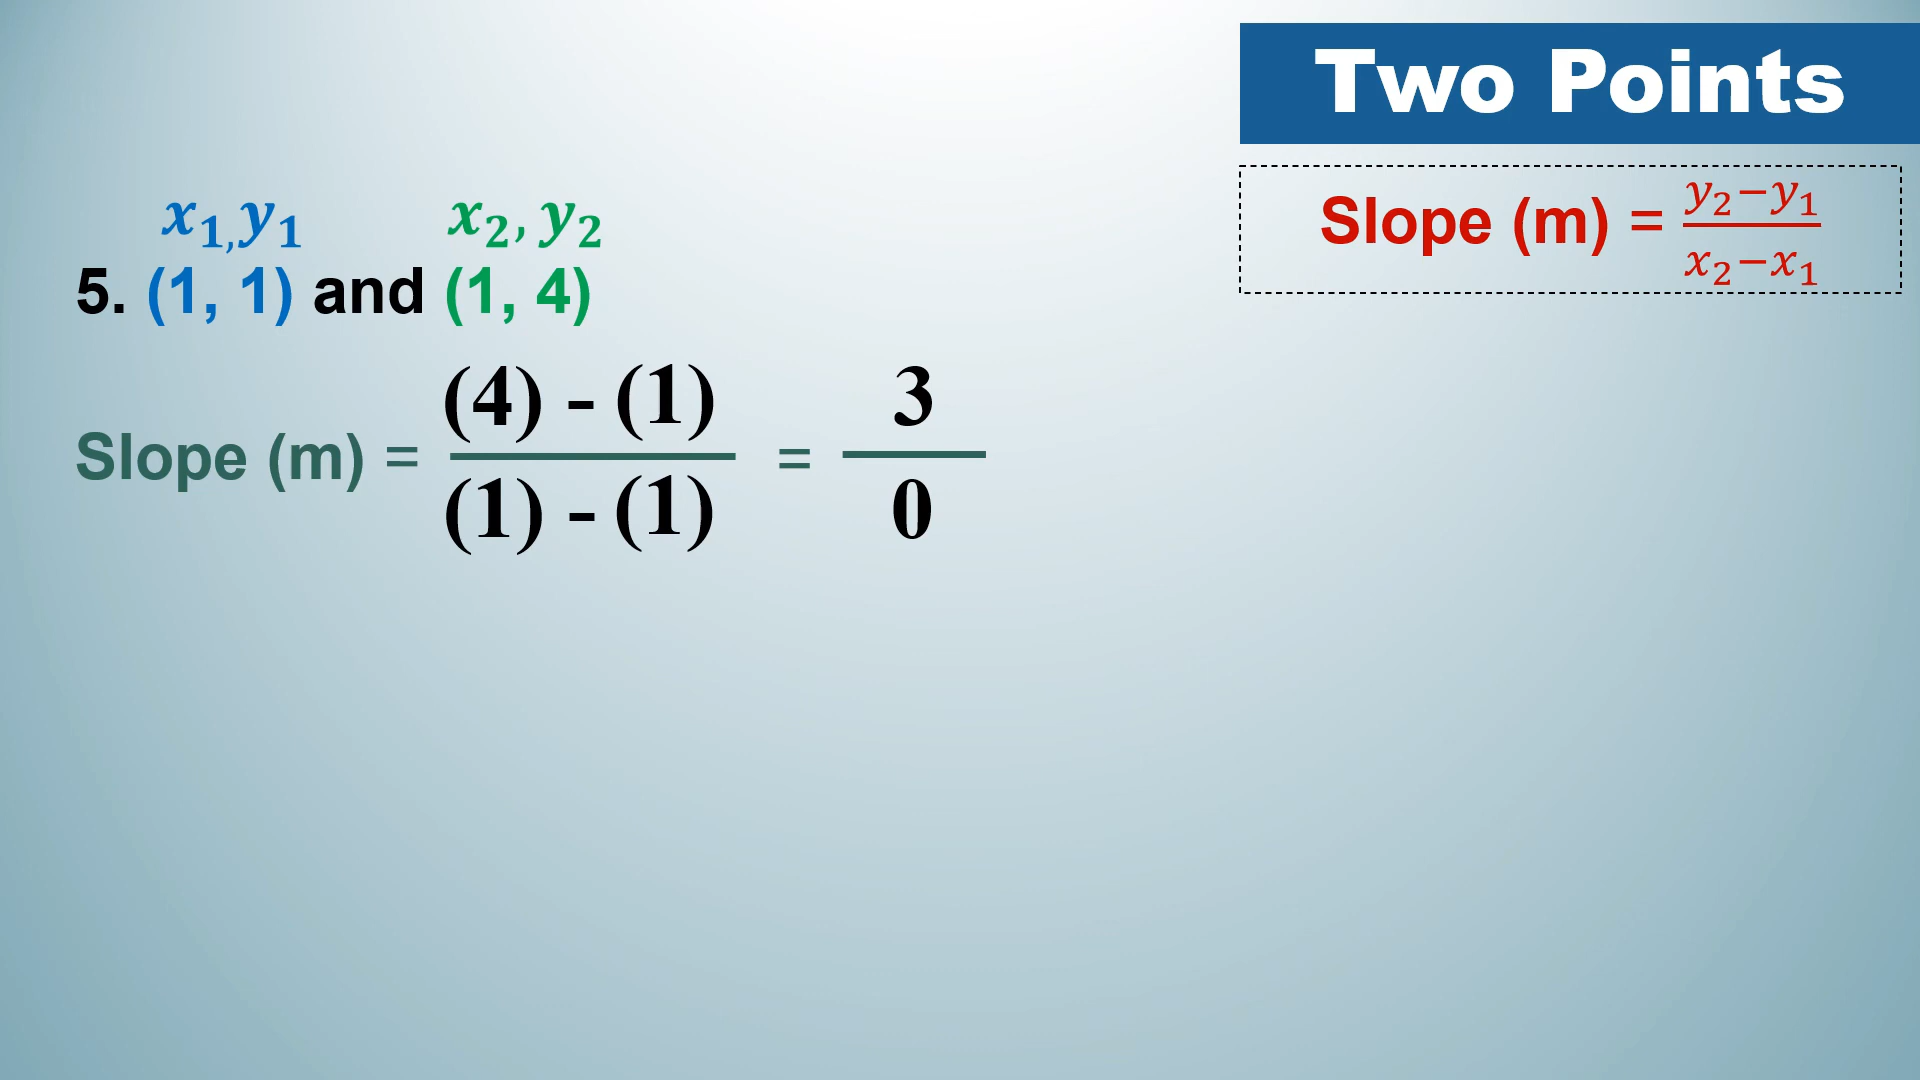 Two Points
Slope (m) = y₂−y₁ / x₂−x₁
x₁,y₁ x₂, y₂
5. (1, 1) and (1, 4)
Slope (m) = (4) - (1) / (1) - (1) = 3 / 0